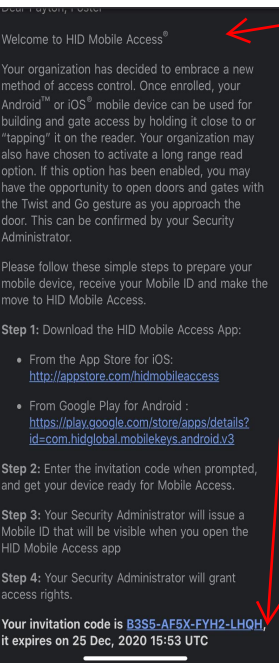 Dear Payton, Foster
Welcome to HID Mobile Access®
Your organization has decided to embrace a new
method of access control. Once enrolled, your
Android™ or iOS® mobile device can be used for
building and gate access by holding it close to or
“tapping” it on the reader. Your organization may
also have chosen to activate a long range read
option. If this option has been enabled, you may
have the opportunity to open doors and gates with
the Twist and Go gesture as you approach the
door. This can be confirmed by your Security
Administrator.
Please follow these simple steps to prepare your
mobile device, receive your Mobile ID and make the
move to HID Mobile Access.
Step 1: Download the HID Mobile Access App:
• From the App Store for iOS:
http://appstore.com/hidmobileaccess
• From Google Play for Android :
https://play.google.com/store/apps/details?
id=com.hidglobal.mobilekeys.android.v3
Step 2: Enter the invitation code when prompted,
and get your device ready for Mobile Access.
Step 3: Your Security Administrator will issue a
Mobile ID that will be visible when you open the
HID Mobile Access app
Step 4: Your Security Administrator will grant
access rights.
Your invitation code is B3S5-AF5X-FYH2-LHQH,
it expires on 25 Dec, 2020 15:53 UTC